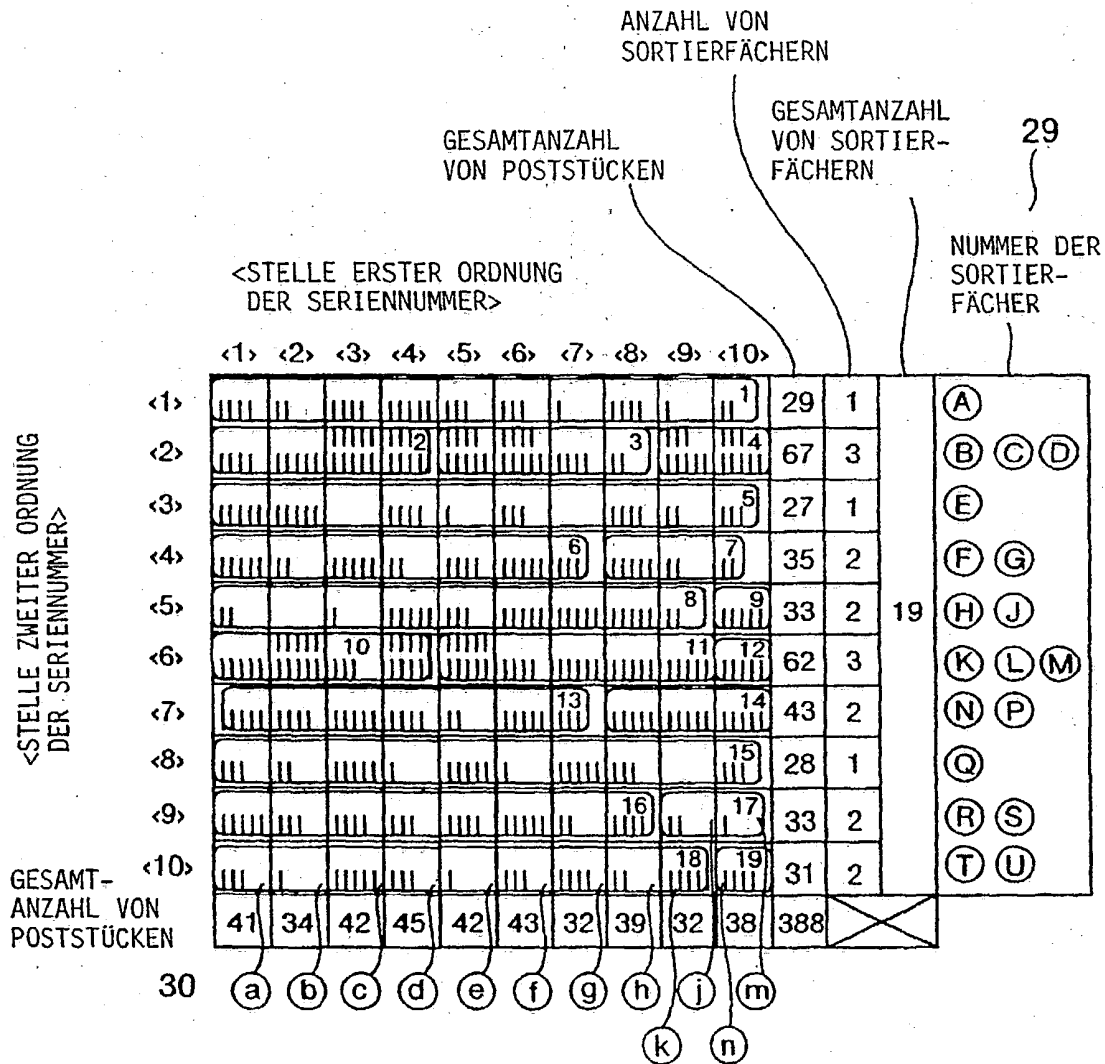 ANZAHL VON
SORTIERFÄCHERN
GESAMTANZAHL
VON SORTIER-
FÄCHERN
GESAMTANZAHL
VON POSTSTÜCKEN
29
NUMMER DER
SORTIER-
FÄCHER
<STELLE ERSTER ORDNUNG
DER SERIENNUMMER>
<1> <2> <3> <4> <5> <6> <7> <8> <9> <10>
<STELLE ZWEITER ORDNUNG
DER SERIENNUMMER>
<1> 1 29 1 A
<2> 2 3 4 67 3 B C D
<3> 5 27 1 E
<4> 6 7 35 2 F G
<5> 8 9 33 2 19 H J
<6> 10 11 12 62 3 K L M
<7> 13 14 43 2 N P
<8> 15 28 1 Q
<9> 16 17 33 2 R S
<10> 18 19 31 2 T U
GESAMT-
ANZAHL VON
POSTSTÜCKEN
41 34 42 45 42 43 32 39 32 38 388
30
a b c d e f g h j m
k n